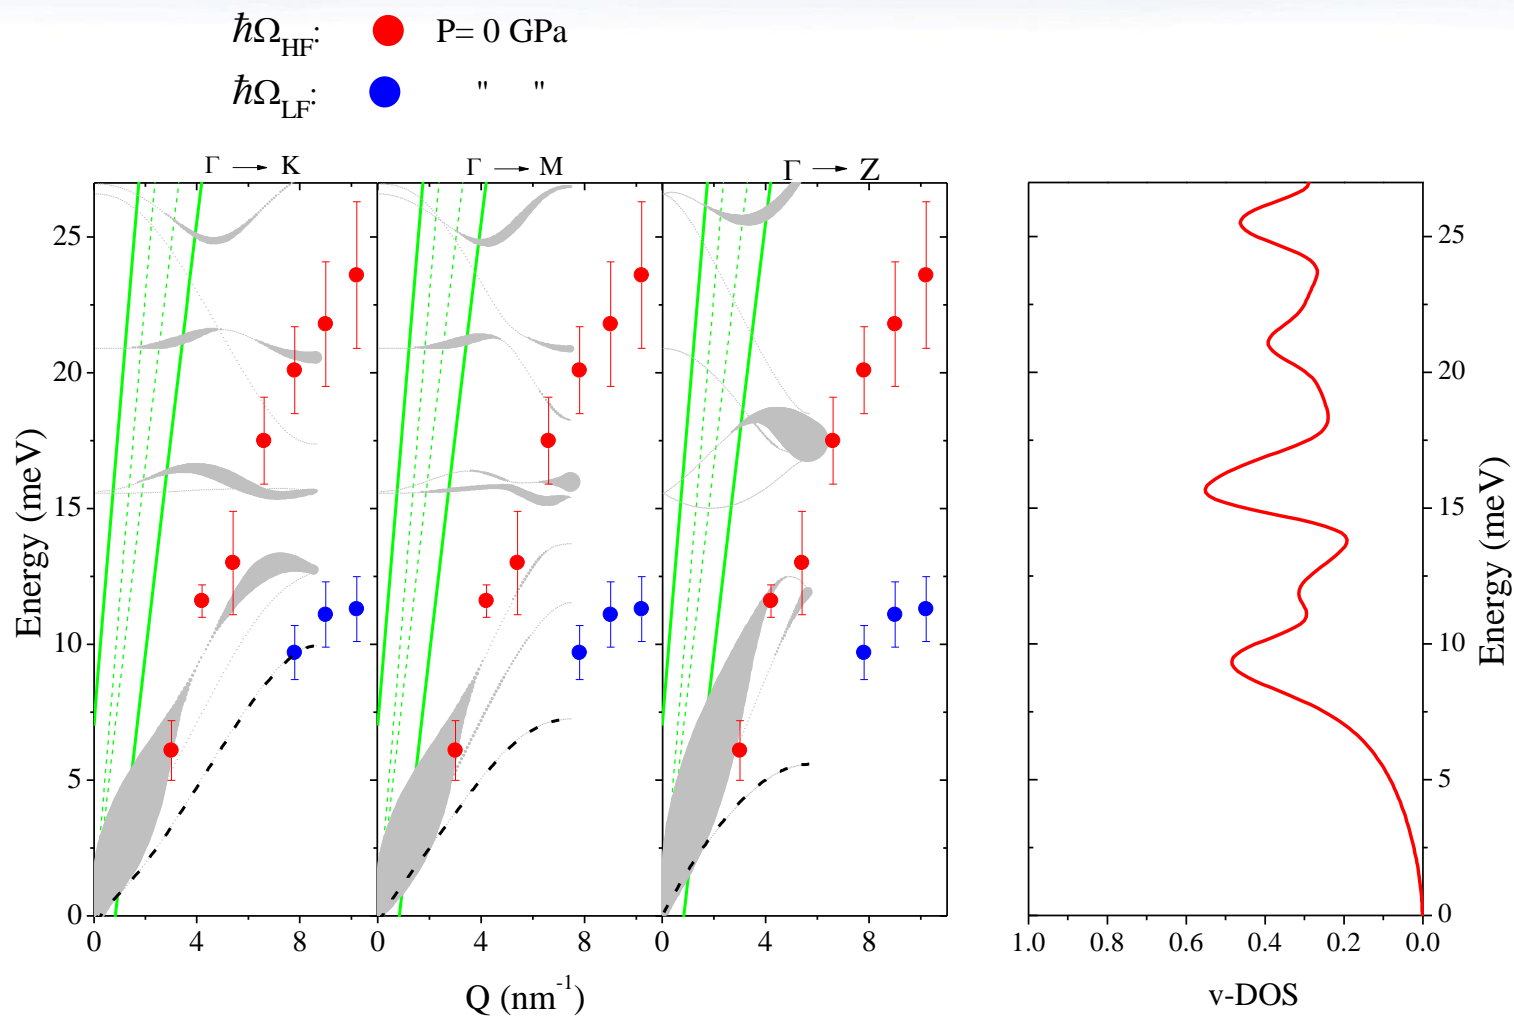 ℏΩHF: P= 0 GPa
ℏΩLF: " "
Γ → K
Γ → M
Γ → Z
Energy (meV)
25
20
15
10
5
0
0 4 8
0 4 8
0 4 8
Q (nm-1)
25
20
15
10
5
0
Energy (meV)
1.0 0.8 0.6 0.4 0.2 0.0
v-DOS